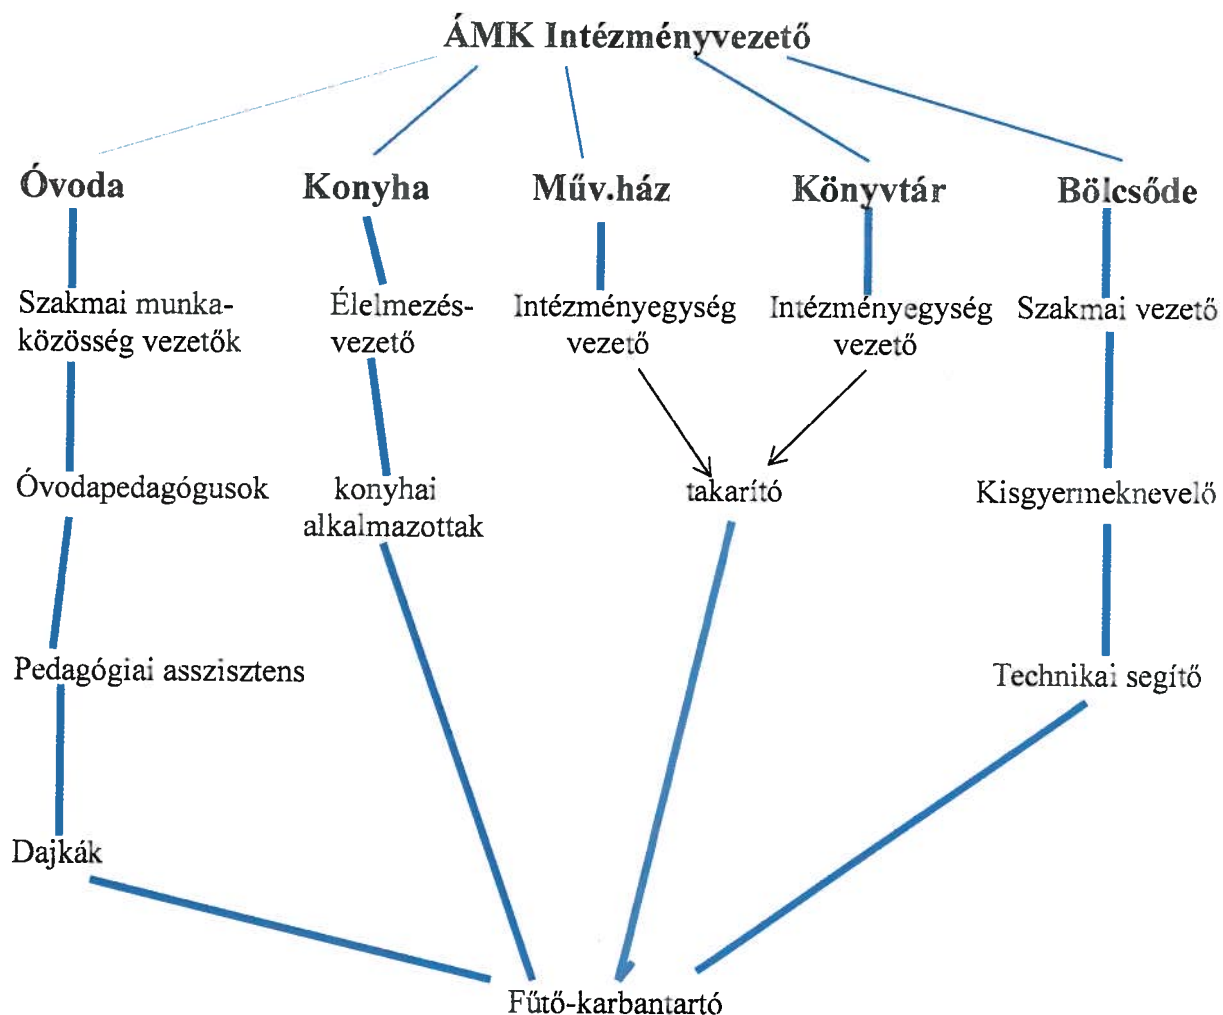 ÁMK Intézményvezető
Óvoda
Konyha
Műv.ház
Könyvtár
Bölcsőde
Szakmai munka-
közösség vezetők
Élelmezés-
vezető
Intézményegység
vezető
Intézményegység
vezető
Szakmai vezető
Óvodapedagógusok
konyhai
alkalmazottak
takarító
Kisgyermeknevelő
Pedagógiai asszisztens
Technikai segítő
Dajkák
Fűtő-karbantartó